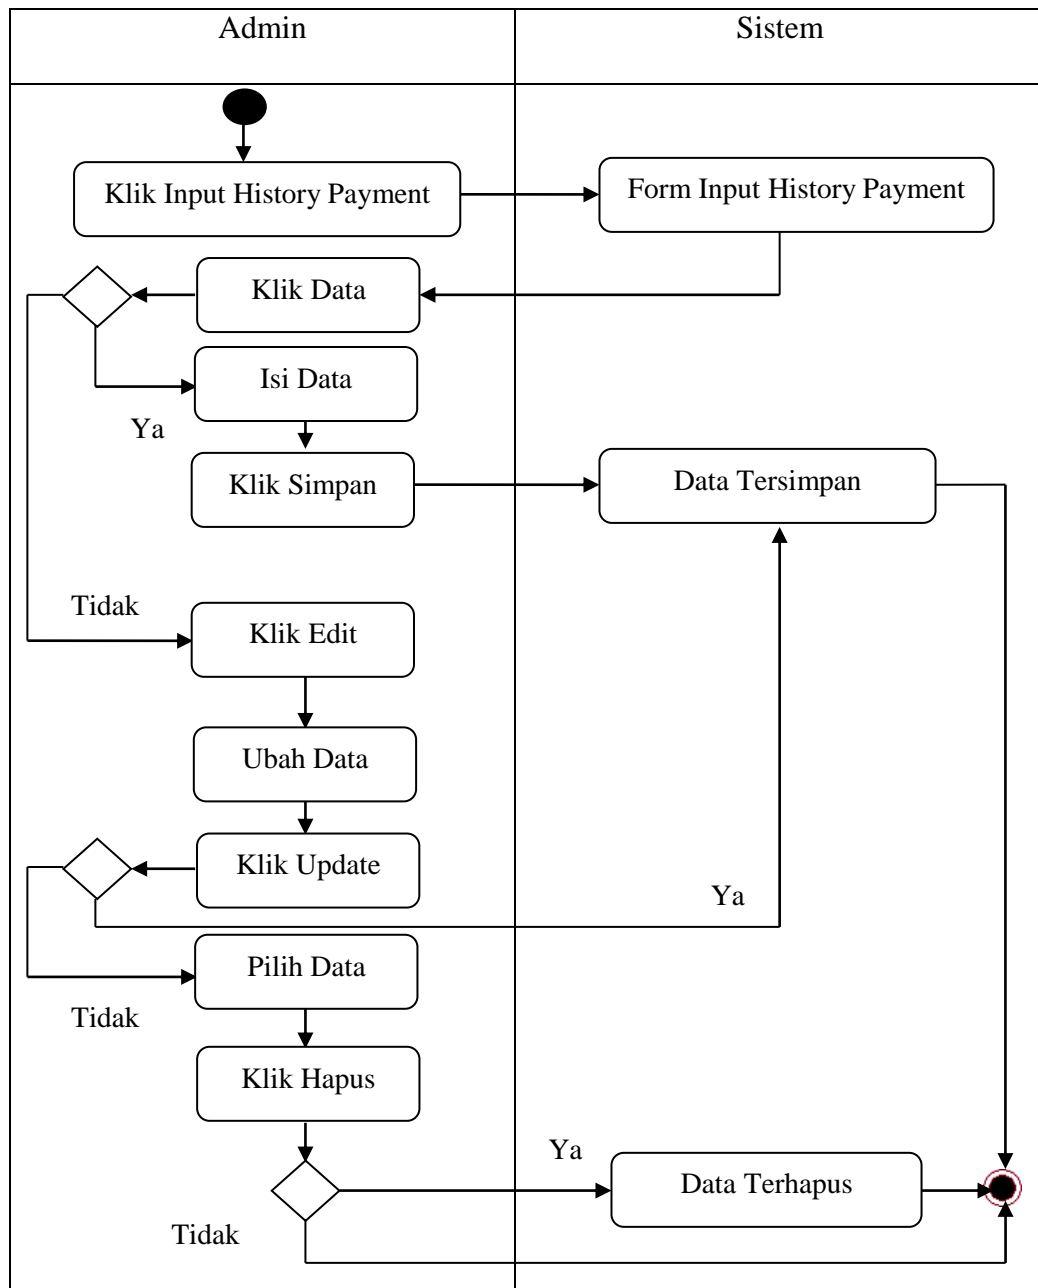 Admin
Sistem
Klik Input History Payment
Form Input History Payment
Klik Data
Isi Data
Ya
Klik Simpan
Data Tersimpan
Tidak
Klik Edit
Ubah Data
Klik Update
Ya
Pilih Data
Tidak
Klik Hapus
Ya
Data Terhapus
Tidak